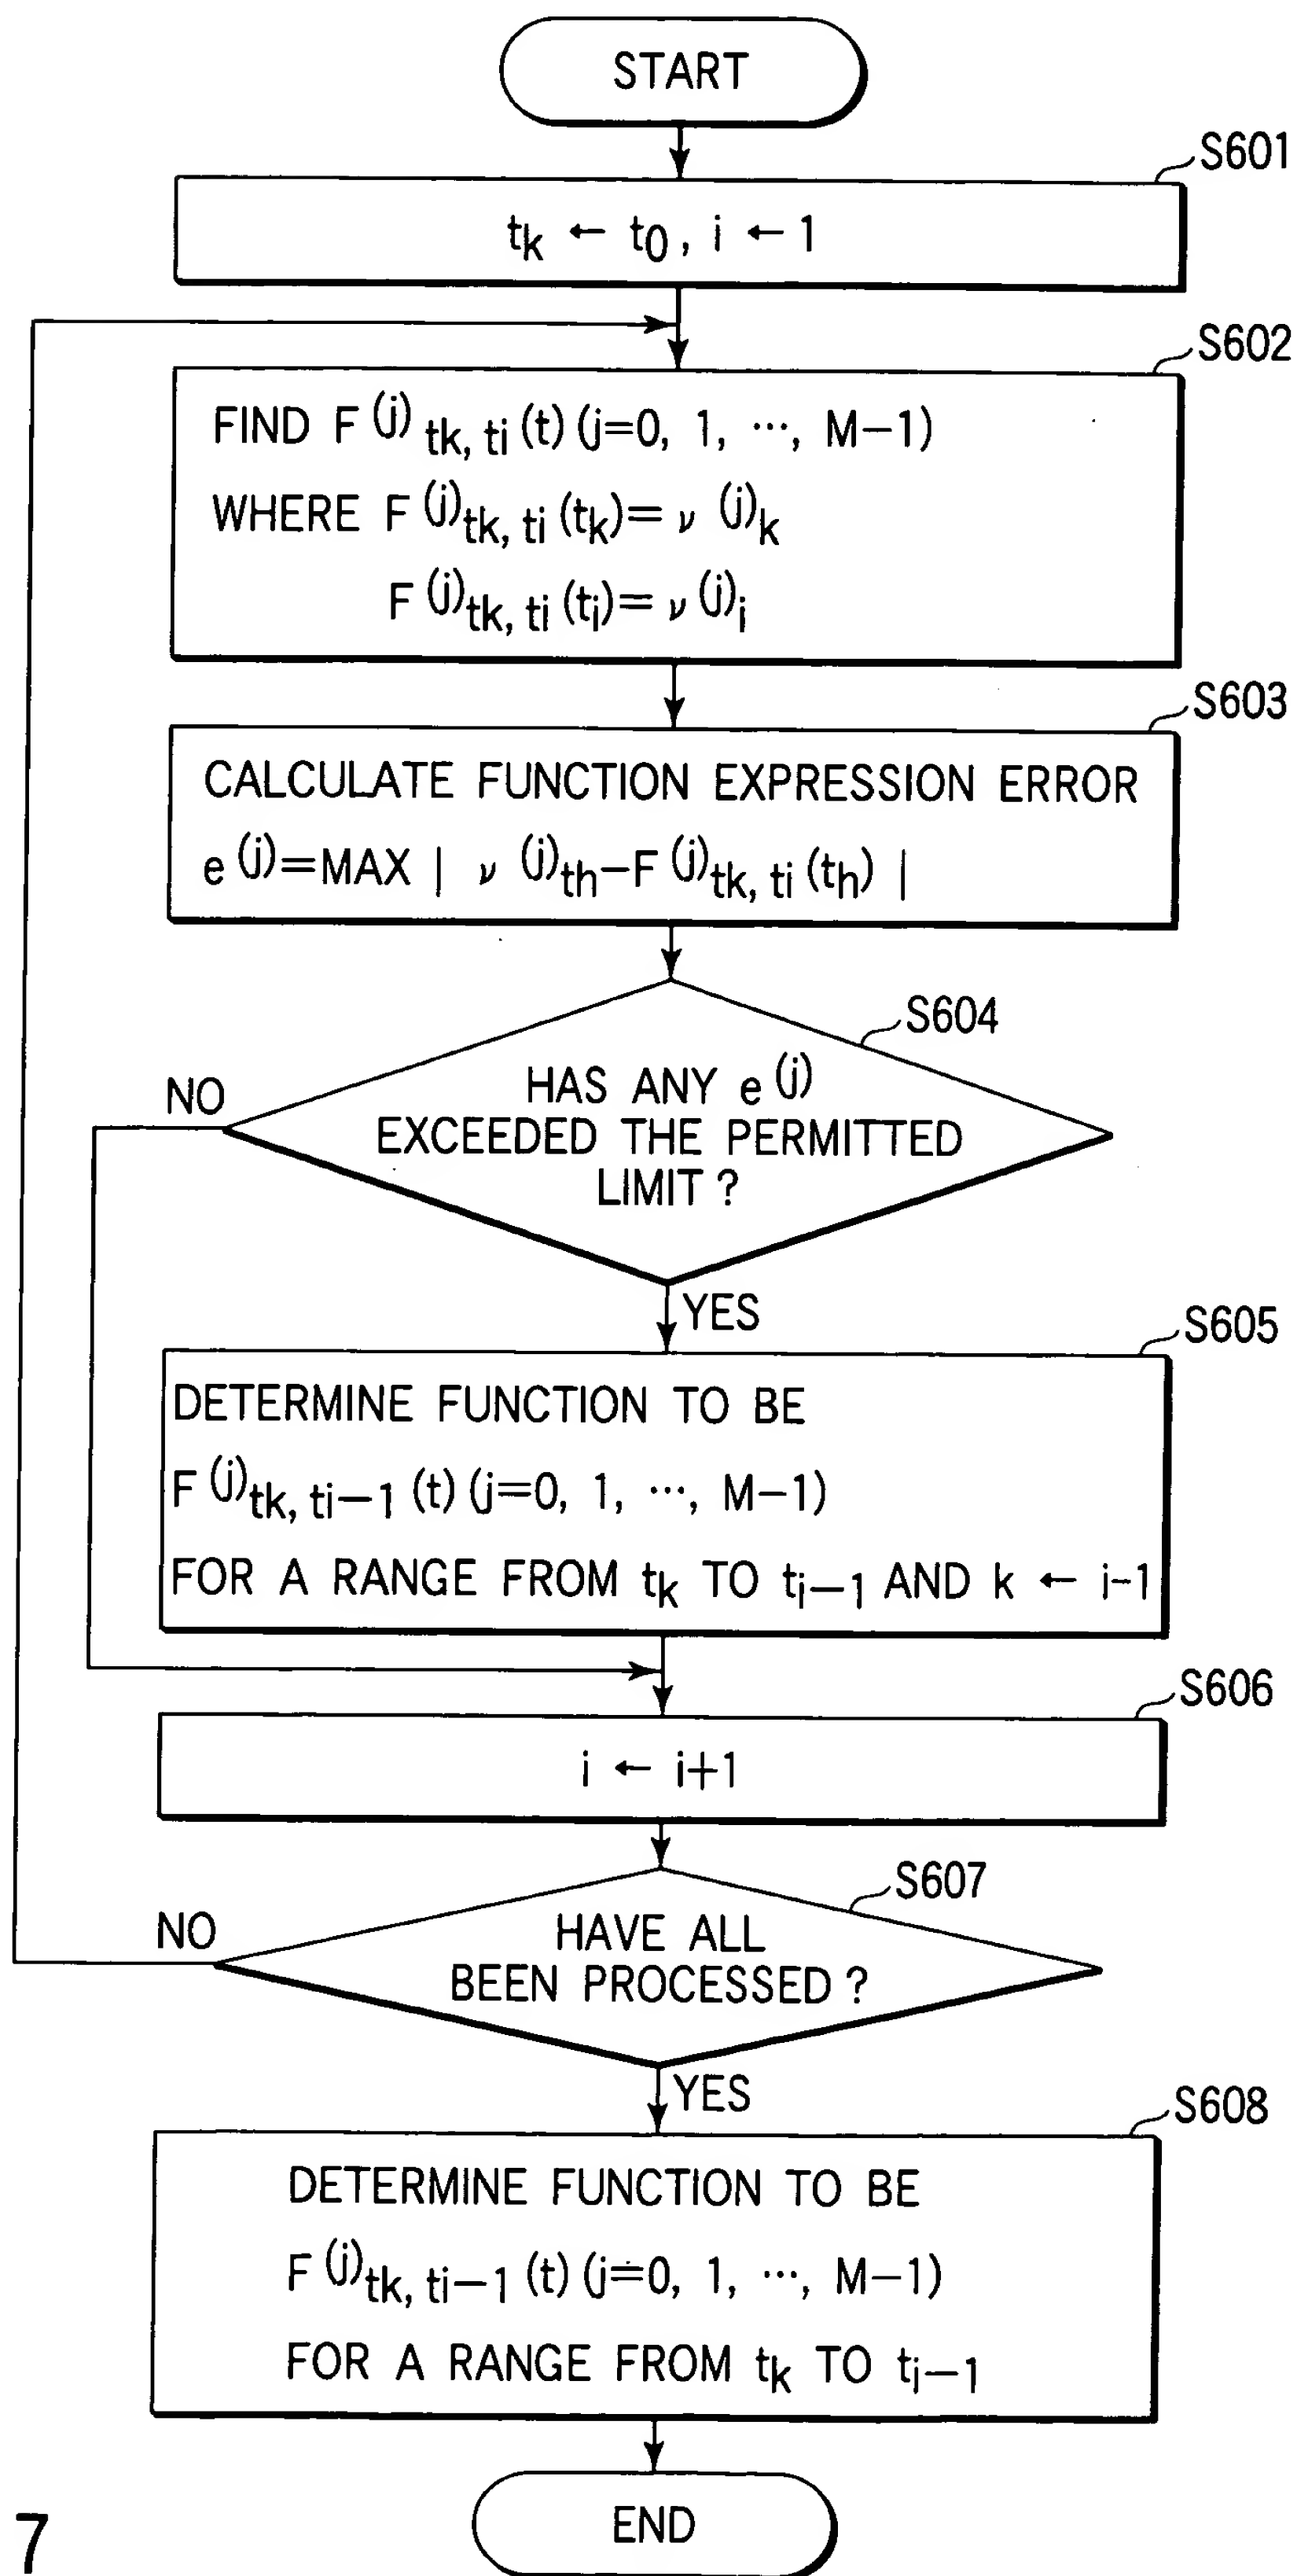 START
S601
tk ← t0, i ← 1
S602
FIND F (j) tk, ti (t) (j=0, 1, ···, M−1)
WHERE F (j) tk, ti (tk)= ν (j) k
F (j) tk, ti (ti)= ν (j) i
S603
CALCULATE FUNCTION EXPRESSION ERROR
e (j)=MAX | ν (j) th−F (j) tk, ti (th) |
S604
HAS ANY e (j)
EXCEEDED THE PERMITTED
LIMIT ?
NO
YES
S605
DETERMINE FUNCTION TO BE
F (j) tk, ti−1 (t) (j=0, 1, ···, M−1)
FOR A RANGE FROM tk TO ti−1 AND k ← i-1
S606
i ← i+1
S607
HAVE ALL
BEEN PROCESSED ?
NO
YES
S608
DETERMINE FUNCTION TO BE
F (j) tk, ti−1 (t) (j=0, 1, ···, M−1)
FOR A RANGE FROM tk TO ti−1
END
7